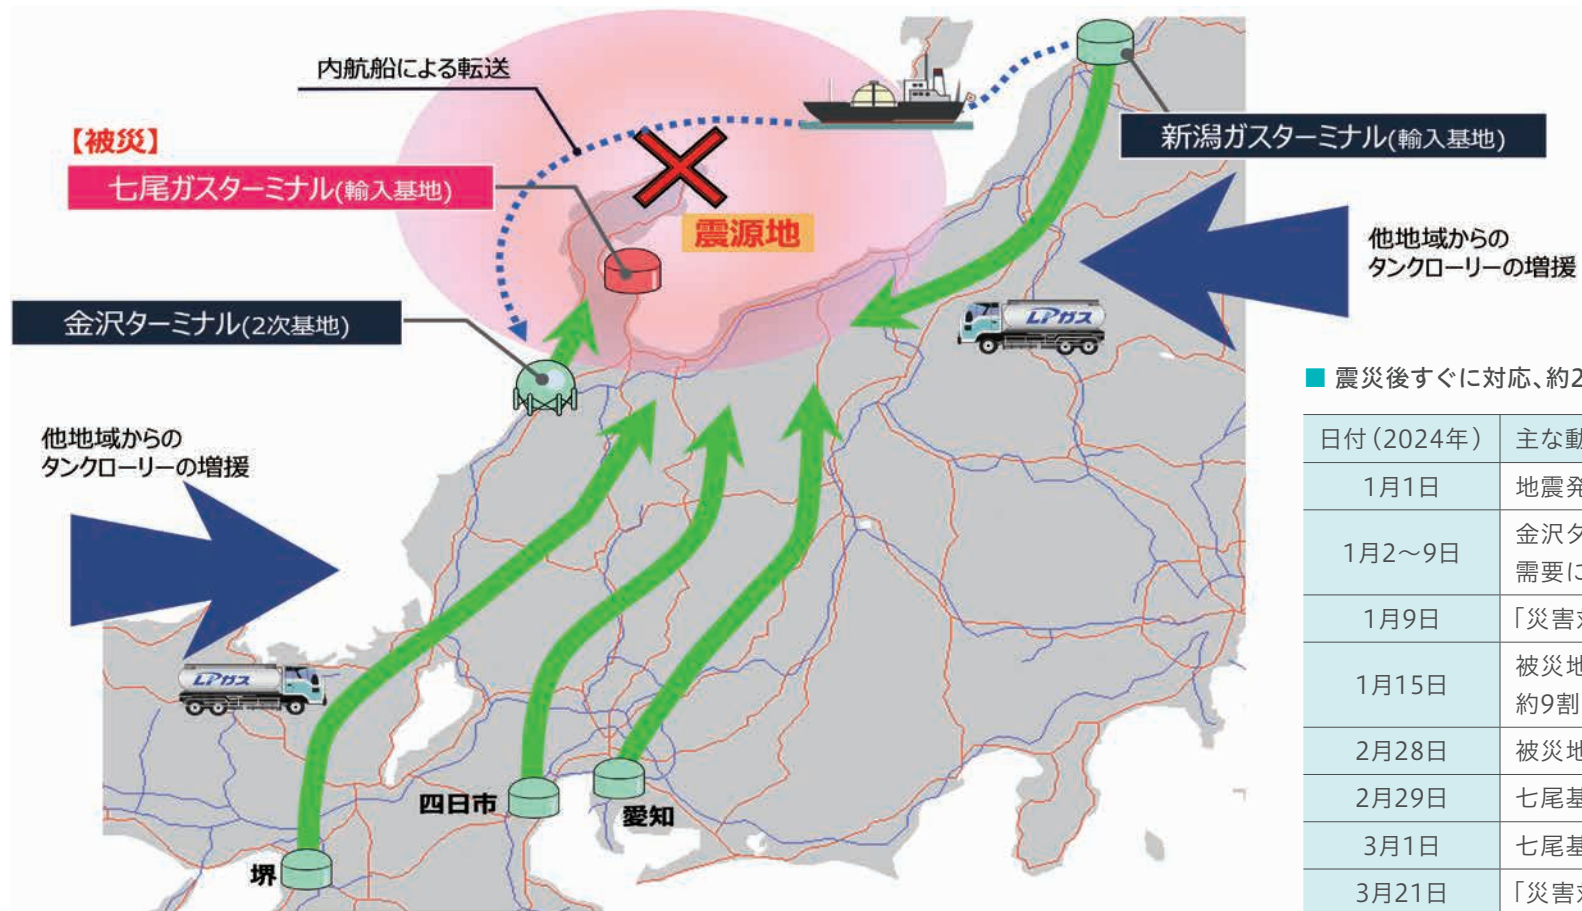 内航船による転送
【被災】
七尾ガスターミナル(輸入基地)
新潟ガスターミナル(輸入基地)
震源地
他地域からの
タンクローリーの増援
LPガス
金沢ターミナル(2次基地)
他地域からの
タンクローリーの増援
LPガス
四日市
愛知
堺
■ 震災後すぐに対応、約2
日付(2024年) 主な動
1月1日 地震発
1月2〜9日 金沢タ
需要に
1月9日 「災害対
1月15日 被災地
約9割
2月28日 被災地
2月29日 七尾基
3月1日 七尾基
3月21日 「災害対